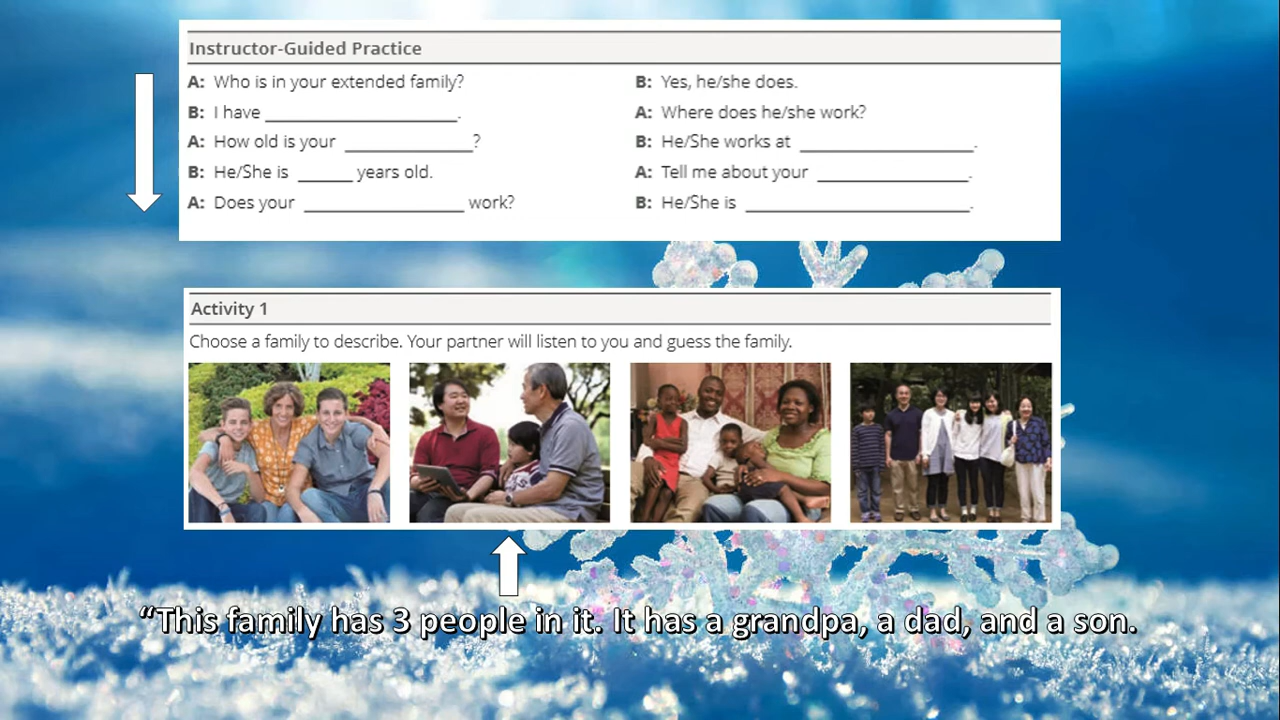 Instructor-Guided Practice
A: Who is in your extended family?
B: I have ____________________.
A: How old is your ______________?
B: He/She is ______ years old.
A: Does your _________________ work?
B: Yes, he/she does.
A: Where does he/she work?
B: He/She works at ___________________.
A: Tell me about your ________________.
B: He/She is ________________________.
Activity 1
Choose a family to describe. Your partner will listen to you and guess the family.
“This family has 3 people in it. It has a grandpa, a dad, and a son.